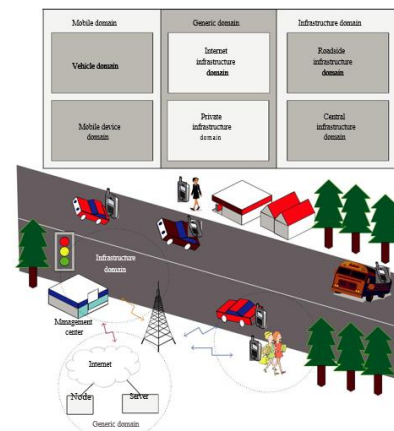 Mobile domain
Generic domain
Infrastructure domain
Vehicle domain
Internet
infrastructure
domain
Roadside
infrastructure
domain
Mobile device
domain
Private
infrastructure
domain
Central
infrastructure
domain
Infrastructure
domain
Management
center
Internet
Node
Server
Generic domain